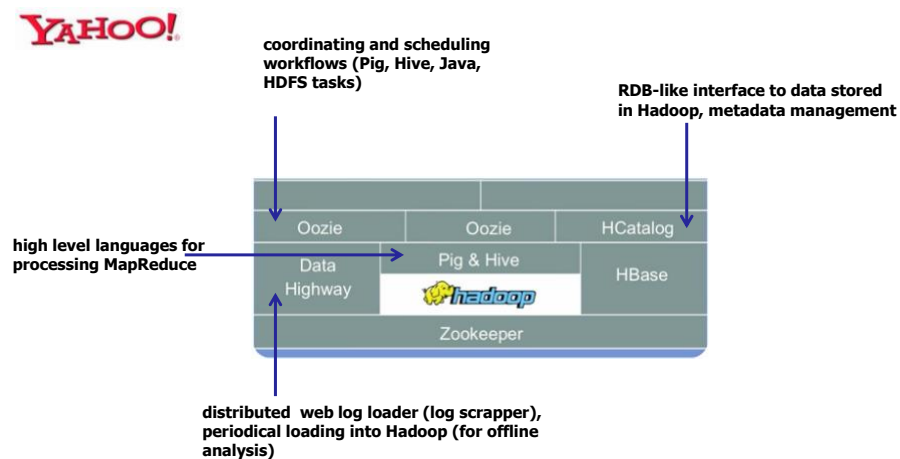 YAHOO!
coordinating and scheduling
workflows (Pig, Hive, Java,
HDFS tasks)
RDB-like interface to data stored
in Hadoop, metadata management
Oozie
Oozie
HCatalog
high level languages for
processing MapReduce
Data
Highway
Pig & Hive
hadoop
HBase
Zookeeper
distributed  web log loader (log scrapper),
periodical loading into Hadoop (for offline
analysis)